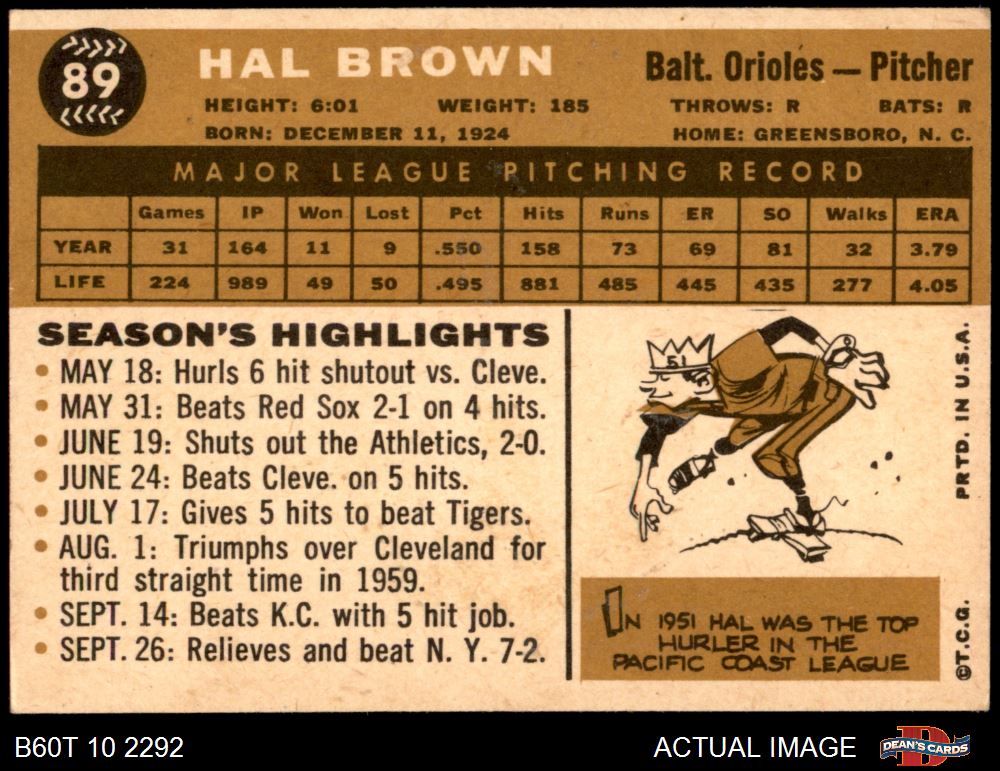 89
HAL BROWN
Balt. Orioles — Pitcher
HEIGHT: 6:01 WEIGHT: 185 THROWS: R BATS: R
BORN: DECEMBER 11, 1924 HOME: GREENSBORO, N. C.
MAJOR LEAGUE PITCHING RECORD
Games IP Won Lost Pct Hits Runs ER SO Walks ERA
YEAR 31 164 11 9 .550 158 73 69 81 32 3.79
LIFE 224 989 49 50 .495 881 485 445 435 277 4.05
SEASON'S HIGHLIGHTS
• MAY 18: Hurls 6 hit shutout vs. Cleve.
• MAY 31: Beats Red Sox 2-1 on 4 hits.
• JUNE 19: Shuts out the Athletics, 2-0.
• JUNE 24: Beats Cleve. on 5 hits.
• JULY 17: Gives 5 hits to beat Tigers.
• AUG. 1: Triumphs over Cleveland for
third straight time in 1959.
• SEPT. 14: Beats K.C. with 5 hit job.
• SEPT. 26: Relieves and beat N. Y. 7-2.
51
IN 1951 HAL WAS THE TOP
HURLER IN THE
PACIFIC COAST LEAGUE
PRTD. IN U.S.A.
©T.C.G.
B60T 10 2292
ACTUAL IMAGE
DEAN'S CARDS